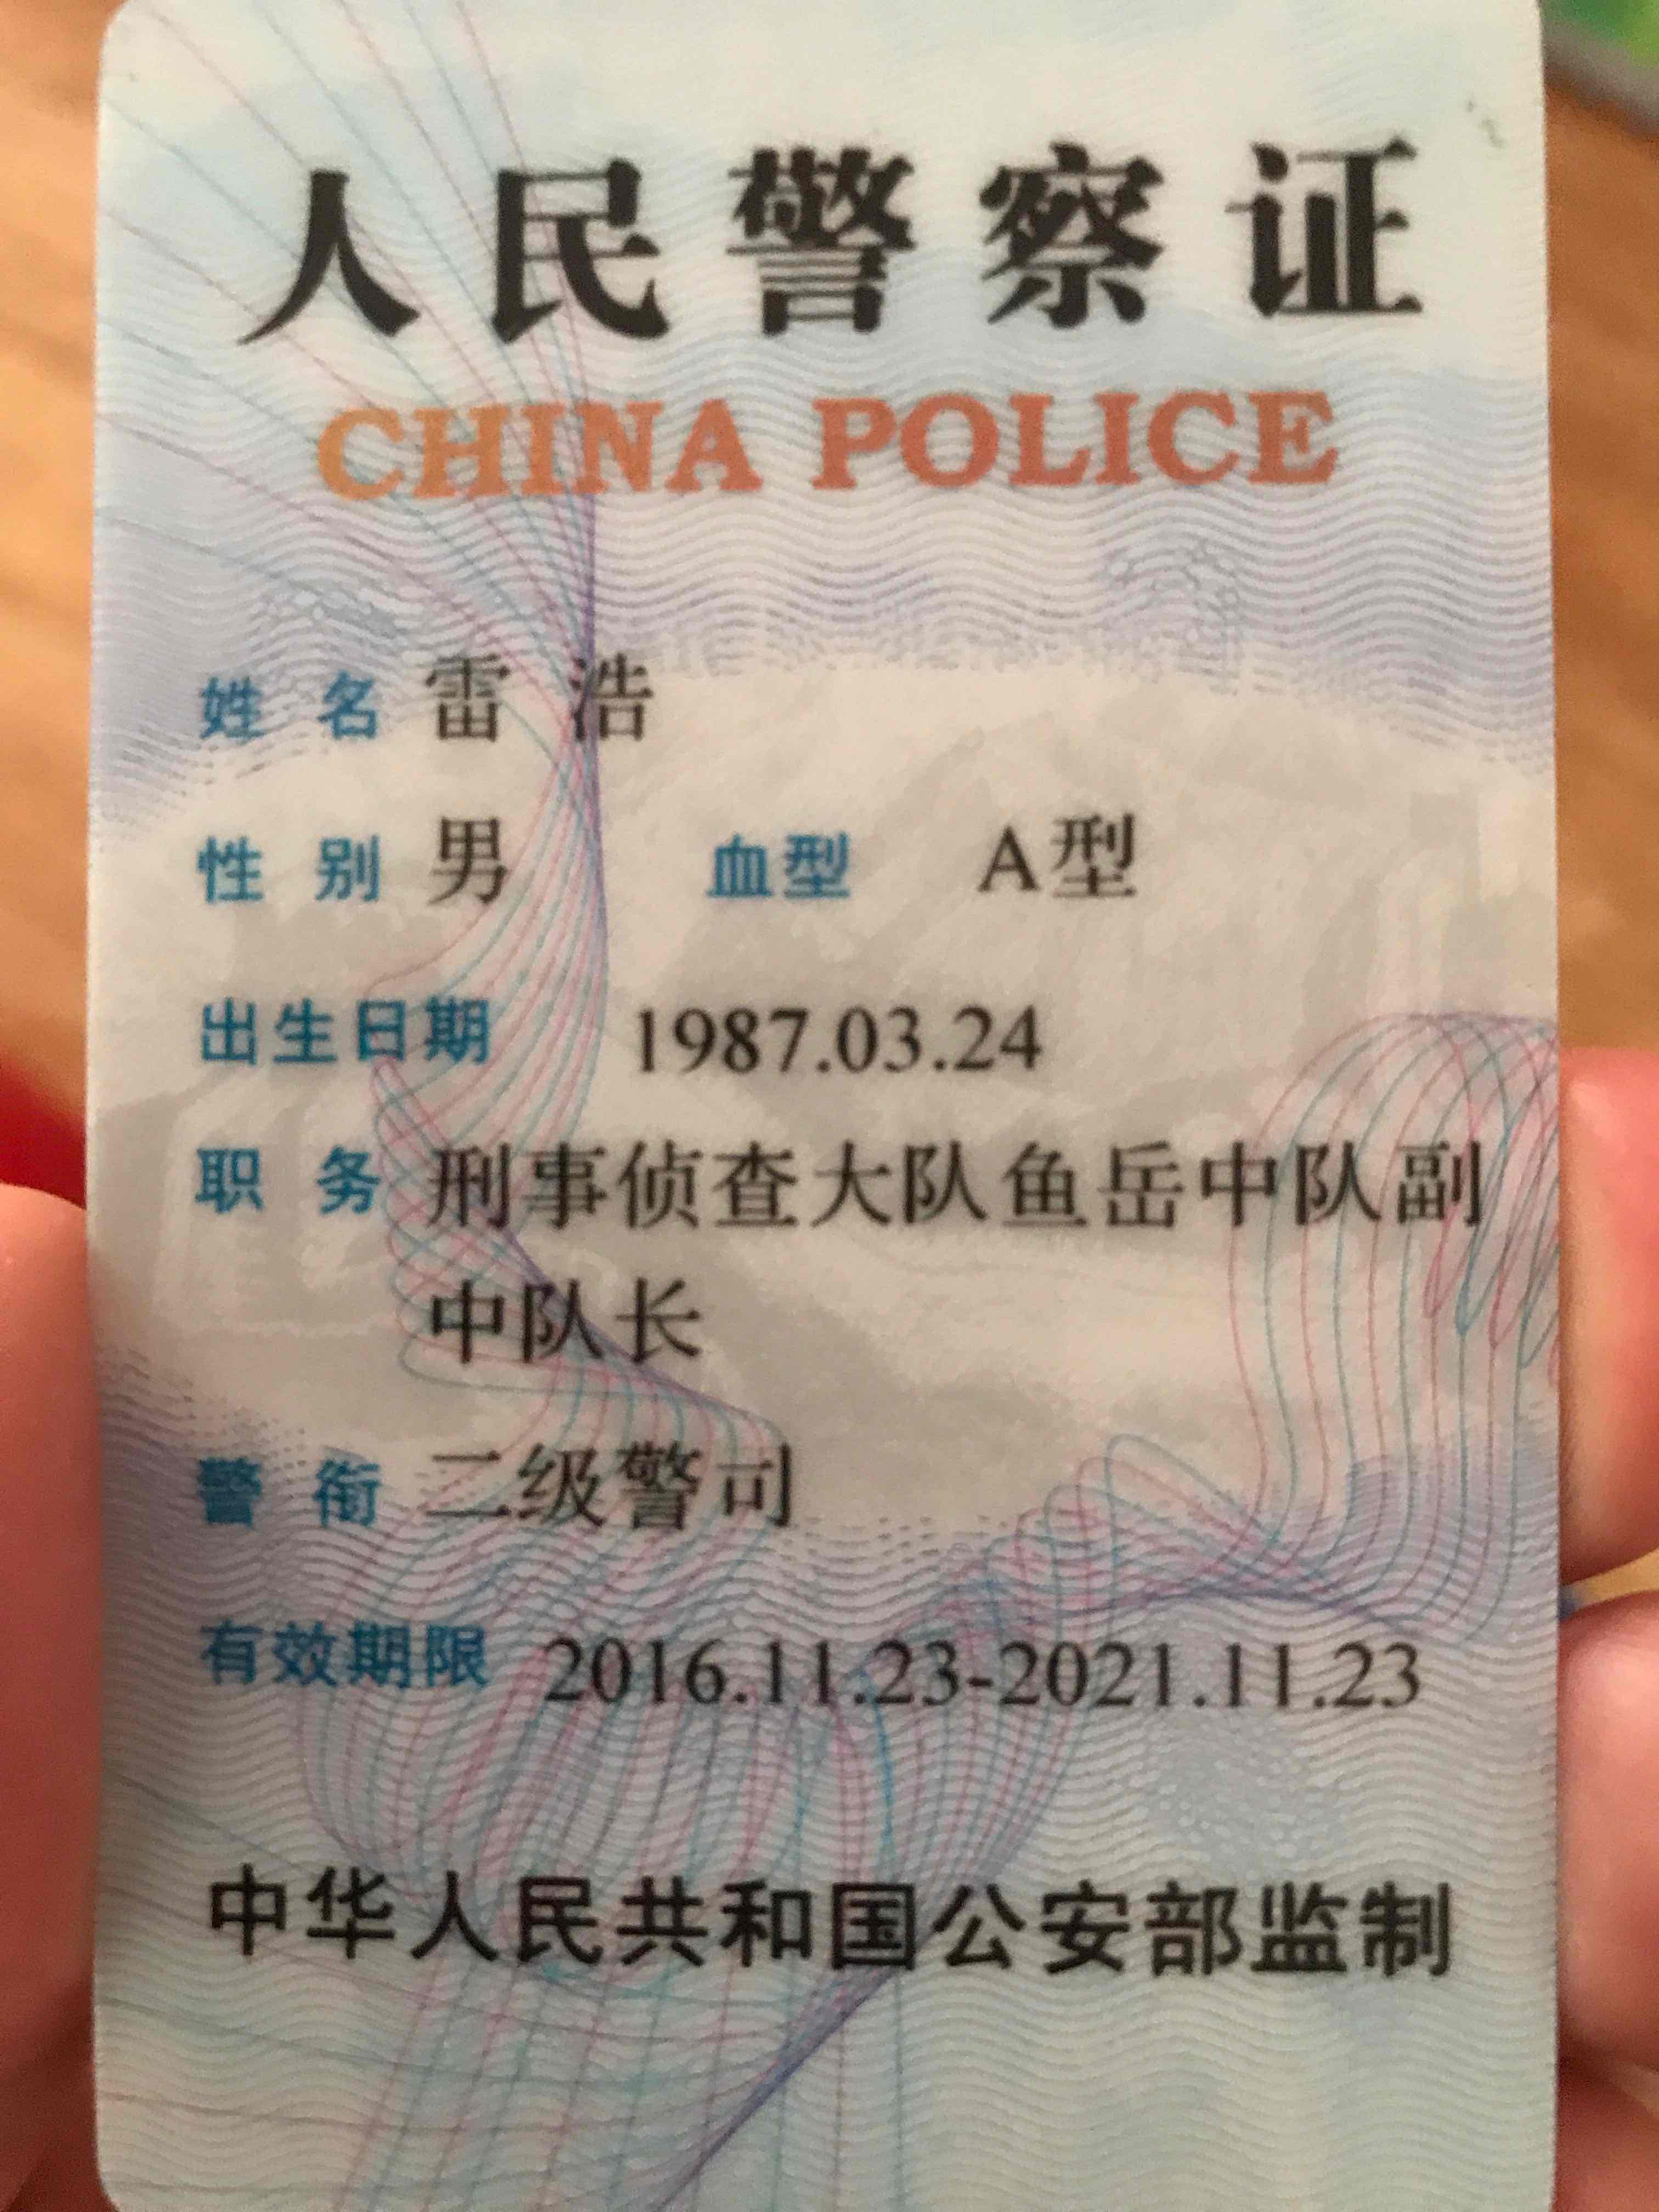 人民警察证
CHINA POLICE
姓 名 雷 浩
性 别 男 血型 A型
出生日期 1987.03.24
职 务 刑事侦查大队鱼岳中队副
中队长
警 衔 二级警司
有效期限 2016.11.23-2021.11.23
中华人民共和国公安部监制